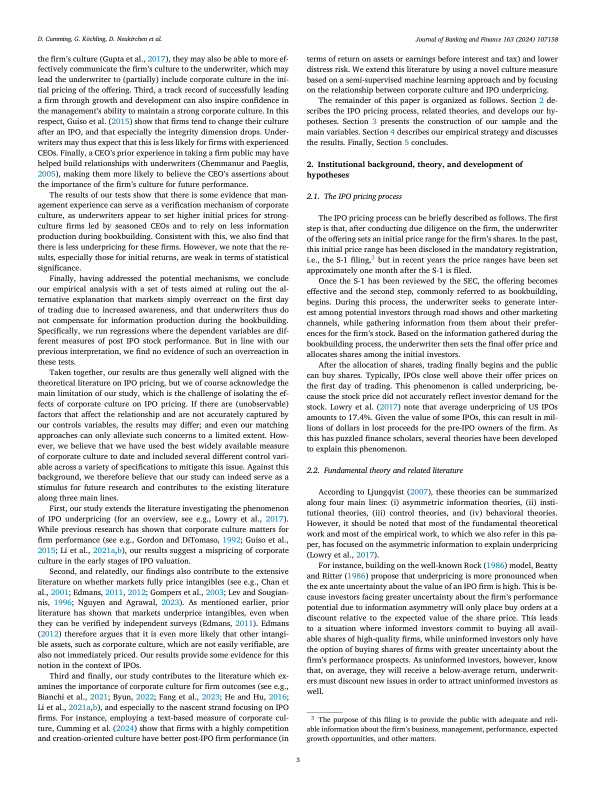 D. Cumming, G. Köchling, D. Neukirchen et al.
Journal of Banking and Finance 163 (2024) 107158
the firm's culture (Gupta et al., 2017), they may also be able to more ef-
fectively communicate the firm's culture to the underwriter, which may
lead the underwriter to (partially) include corporate culture in the ini-
tial pricing of the offering. Third, a track record of successfully leading
a firm through growth and development can also inspire confidence in
the management's ability to maintain a strong corporate culture. In this
respect, Guiso et al. (2015) show that firms tend to change their culture
after an IPO, and that especially the integrity dimension drops. Under-
writers may thus expect that this is less likely for firms with experienced
CEOs. Finally, a CEO's prior experience in taking a firm public may have
helped build relationships with underwriters (Chemmanur and Paeglis,
2005), making them more likely to believe the CEO's assertions about
the importance of the firm's culture for future performance.
The results of our tests show that there is some evidence that man-
agement experience can serve as a verification mechanism of corporate
culture, as underwriters appear to set higher initial prices for strong-
culture firms led by seasoned CEOs and to rely on less information
production during bookbuilding. Consistent with this, we also find that
there is less underpricing for these firms. However, we note that the re-
sults, especially those for initial returns, are weak in terms of statistical
significance.
Finally, having addressed the potential mechanisms, we conclude
our empirical analysis with a set of tests aimed at ruling out the al-
ternative explanation that markets simply overreact on the first day
of trading due to increased awareness, and that underwriters thus do
not compensate for information production during the bookbuilding.
Specifically, we run regressions where the dependent variables are dif-
ferent measures of post IPO stock performance. But in line with our
previous interpretation, we find no evidence of such an overreaction in
these tests.
Taken together, our results are thus generally well aligned with the
theoretical literature on IPO pricing, but we of course acknowledge the
main limitation of our study, which is the challenge of isolating the ef-
fects of corporate culture on IPO pricing. If there are (unobservable)
factors that affect the relationship and are not accurately captured by
our controls variables, the results may differ; and even our matching
approaches can only alleviate such concerns to a limited extent. How-
ever, we believe that we have used the best widely available measure
of corporate culture to date and included several different control vari-
able across a variety of specifications to mitigate this issue. Against this
background, we therefore believe that our study can indeed serve as a
stimulus for future research and contributes to the existing literature
along three main lines.
First, our study extends the literature investigating the phenomenon
of IPO underpricing (for an overview, see e.g., Lowry et al., 2017).
While previous research has shown that corporate culture matters for
firm performance (see e.g., Gordon and DiTomaso, 1992; Guiso et al.,
2015; Li et al., 2021a,b), our results suggest a mispricing of corporate
culture in the early stages of IPO valuation.
Second, and relatedly, our findings also contribute to the extensive
literature on whether markets fully price intangibles (see e.g., Chan et
al., 2001; Edmans, 2011, 2012; Gompers et al., 2003; Lev and Sougian-
nis, 1996; Nguyen and Agrawal, 2023). As mentioned earlier, prior
literature has shown that markets underprice intangibles, even when
they can be verified by independent surveys (Edmans, 2011). Edmans
(2012) therefore argues that it is even more likely that other intangi-
ble assets, such as corporate culture, which are not easily verifiable, are
also not immediately priced. Our results provide some evidence for this
notion in the context of IPOs.
Third and finally, our study contributes to the literature which ex-
amines the importance of corporate culture for firm outcomes (see e.g.,
Bianchi et al., 2021; Byun, 2022; Fang et al., 2023; He and Hu, 2016;
Li et al., 2021a,b), and especially to the nascent strand focusing on IPO
firms. For instance, employing a text-based measure of corporate cul-
ture, Cumming et al. (2024) show that firms with a highly competition
and creation-oriented culture have better post-IPO firm performance (in
terms of return on assets or earnings before interest and tax) and lower
distress risk. We extend this literature by using a novel culture measure
based on a semi-supervised machine learning approach and by focusing
on the relationship between corporate culture and IPO underpricing.
The remainder of this paper is organized as follows. Section 2 de-
scribes the IPO pricing process, related theories, and develops our hy-
potheses. Section 3 presents the construction of our sample and the
main variables. Section 4 describes our empirical strategy and discusses
the results. Finally, Section 5 concludes.
2. Institutional background, theory, and development of
hypotheses
2.1. The IPO pricing process
The IPO pricing process can be briefly described as follows. The first
step is that, after conducting due diligence on the firm, the underwriter
of the offering sets an initial price range for the firm's shares. In the past,
this initial price range has been disclosed in the mandatory registration,
i.e., the S-1 filing,3 but in recent years the price ranges have been set
approximately one month after the S-1 is filed.
Once the S-1 has been reviewed by the SEC, the offering becomes
effective and the second step, commonly referred to as bookbuilding,
begins. During this process, the underwriter seeks to generate inter-
est among potential investors through road shows and other marketing
channels, while gathering information from them about their prefer-
ences for the firm's stock. Based on the information gathered during the
bookbuilding process, the underwriter then sets the final offer price and
allocates shares among the initial investors.
After the allocation of shares, trading finally begins and the public
can buy shares. Typically, IPOs close well above their offer prices on
the first day of trading. This phenomenon is called underpricing, be-
cause the stock price did not accurately reflect investor demand for the
stock. Lowry et al. (2017) note that average underpricing of US IPOs
amounts to 17.4%. Given the value of some IPOs, this can result in mil-
lions of dollars in lost proceeds for the pre-IPO owners of the firm. As
this has puzzled finance scholars, several theories have been developed
to explain this phenomenon.
2.2. Fundamental theory and related literature
According to Ljungqvist (2007), these theories can be summarized
along four main lines: (i) asymmetric information theories, (ii) insti-
tutional theories, (iii) control theories, and (iv) behavioral theories.
However, it should be noted that most of the fundamental theoretical
work and most of the empirical work, to which we also refer in this pa-
per, has focused on the asymmetric information to explain underpricing
(Lowry et al., 2017).
For instance, building on the well-known Rock (1986) model, Beatty
and Ritter (1986) propose that underpricing is more pronounced when
the ex ante uncertainty about the value of an IPO firm is high. This is be-
cause investors facing greater uncertainty about the firm's performance
potential due to information asymmetry will only place buy orders at a
discount relative to the expected value of the share price. This leads
to a situation where informed investors commit to buying all avail-
able shares of high-quality firms, while uninformed investors only have
the option of buying shares of firms with greater uncertainty about the
firm's performance prospects. As uninformed investors, however, know
that, on average, they will receive a below-average return, underwrit-
ers must discount new issues in order to attract uninformed investors as
well.
3 The purpose of this filing is to provide the public with adequate and reli-
able information about the firm's business, management, performance, expected
growth opportunities, and other matters.
3